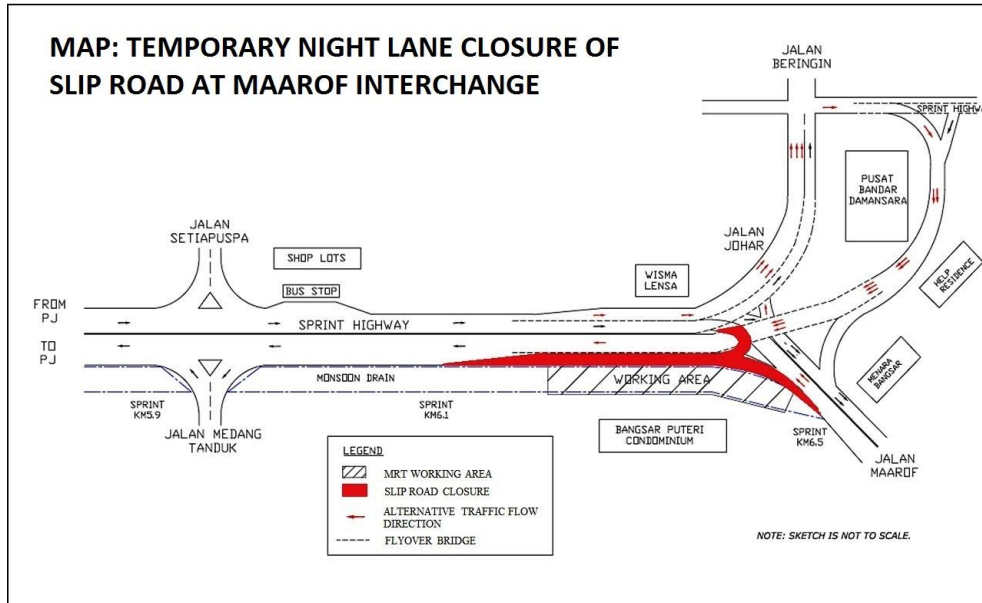 MAP: TEMPORARY NIGHT LANE CLOSURE OF
SLIP ROAD AT MAAROF INTERCHANGE
JALAN
BERINGIN
SPRINT HIGHWAY
PUSAT
BANDAR
DAMANSARA
JALAN
SETIAPUSPA
SHOP LOTS
BUS STOP
JALAN
JOHAR
WISMA
LENSA
HELP
RESIDENCE
FROM
PJ
SPRINT HIGHWAY
TO
PJ
MONSOON DRAIN
WORKING AREA
MENARA
BANGSAR
SPRINT
KM5.9
SPRINT
KM6.1
SPRINT
KM6.5
JALAN MEDANG
TANDUK
BANGSAR PUTERI
CONDOMINIUM
JALAN
MAAROF
LEGEND
MRT WORKING AREA
SLIP ROAD CLOSURE
ALTERNATIVE TRAFFIC FLOW
DIRECTION
FLYOVER BRIDGE
NOTE: SKETCH IS NOT TO SCALE.